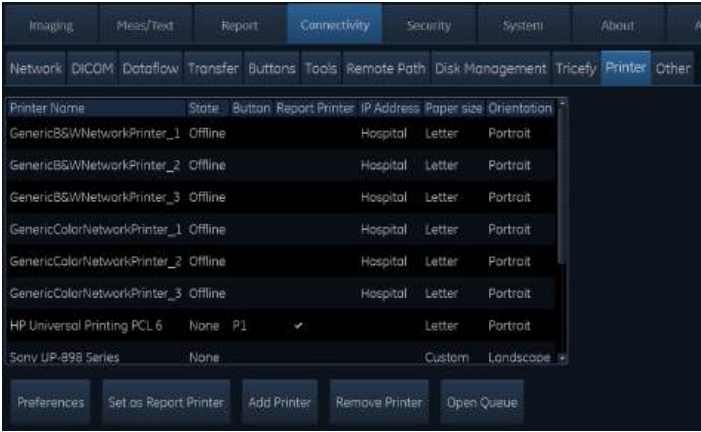 Imaging Meas/Text Report Connectivity Security System About
Network DICOM Dataflow Transfer Buttons Tools Remote Path Disk Management Tricefy Printer Other
Printer Name State Button Report Printer IP Address Paper size Orientation
GenericB&WNetworkPrinter_1 Offline Hospital Letter Portrait
GenericB&WNetworkPrinter_2 Offline Hospital Letter Portrait
GenericB&WNetworkPrinter_3 Offline Hospital Letter Portrait
GenericColorNetworkPrinter_1 Offline Hospital Letter Portrait
GenericColorNetworkPrinter_2 Offline Hospital Letter Portrait
GenericColorNetworkPrinter_3 Offline Hospital Letter Portrait
HP Universal Printing PCL 6 None P1 ✓ Letter Portrait
Sony UP-898 Series None Custom Landscape
Preferences Set as Report Printer Add Printer Remove Printer Open Queue